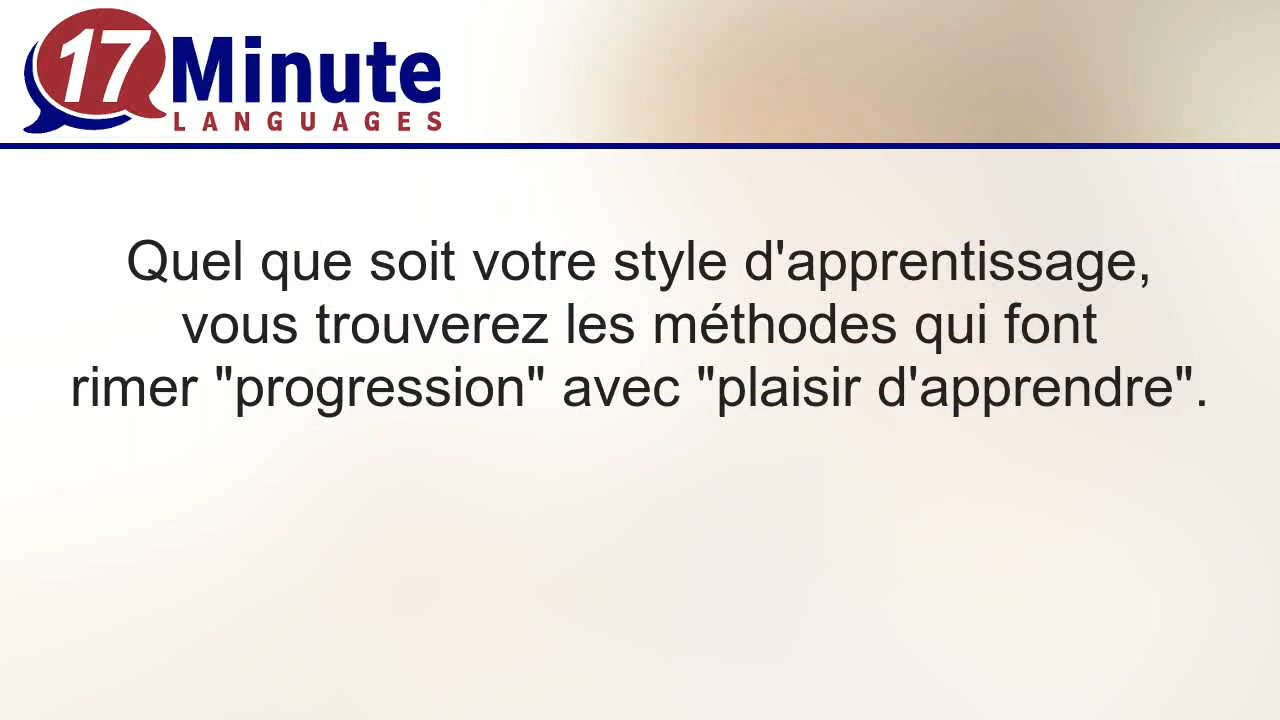 17 Minute
LANGUAGES
Quel que soit votre style d'apprentissage,
vous trouverez les méthodes qui font
rimer "progression" avec "plaisir d'apprendre".